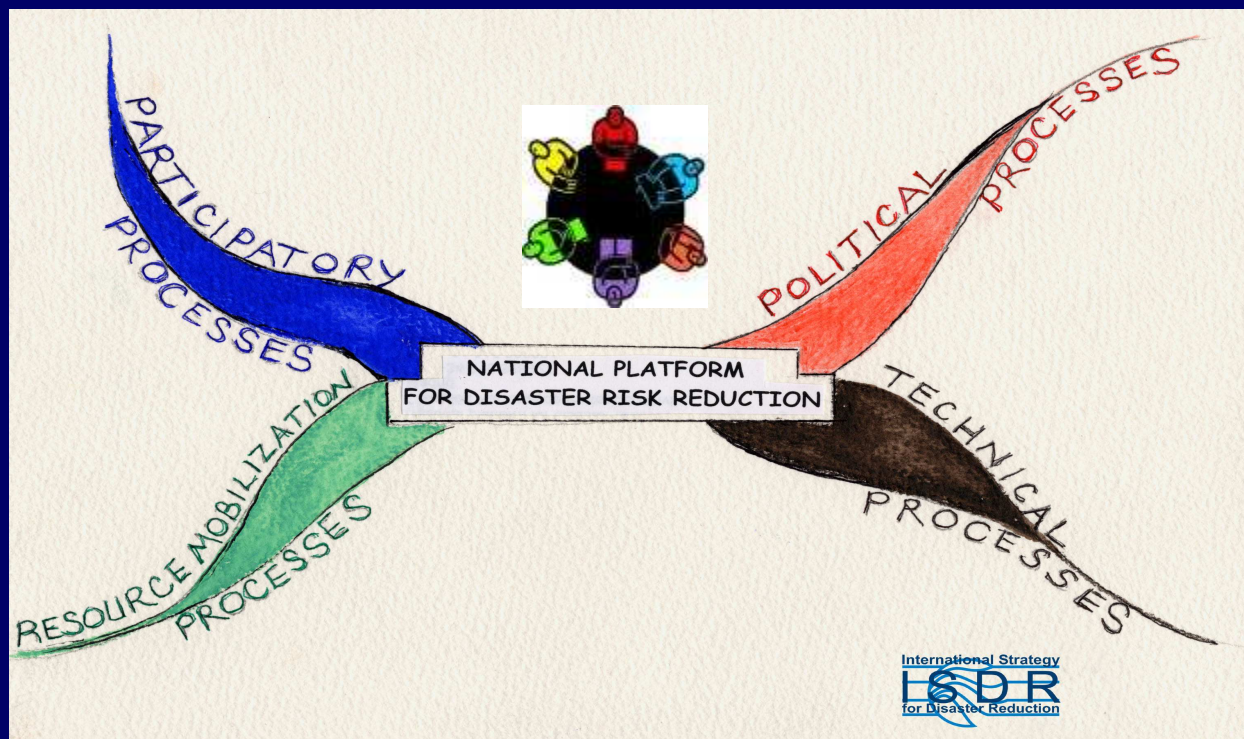 PARTICIPATORY
PROCESSES
POLITICAL
PROCESSES
NATIONAL PLATFORM
FOR DISASTER RISK REDUCTION
RESOURCE MOBILIZATION
PROCESSES
TECHNICAL
PROCESSES
International Strategy
ISDR
for Disaster Reduction